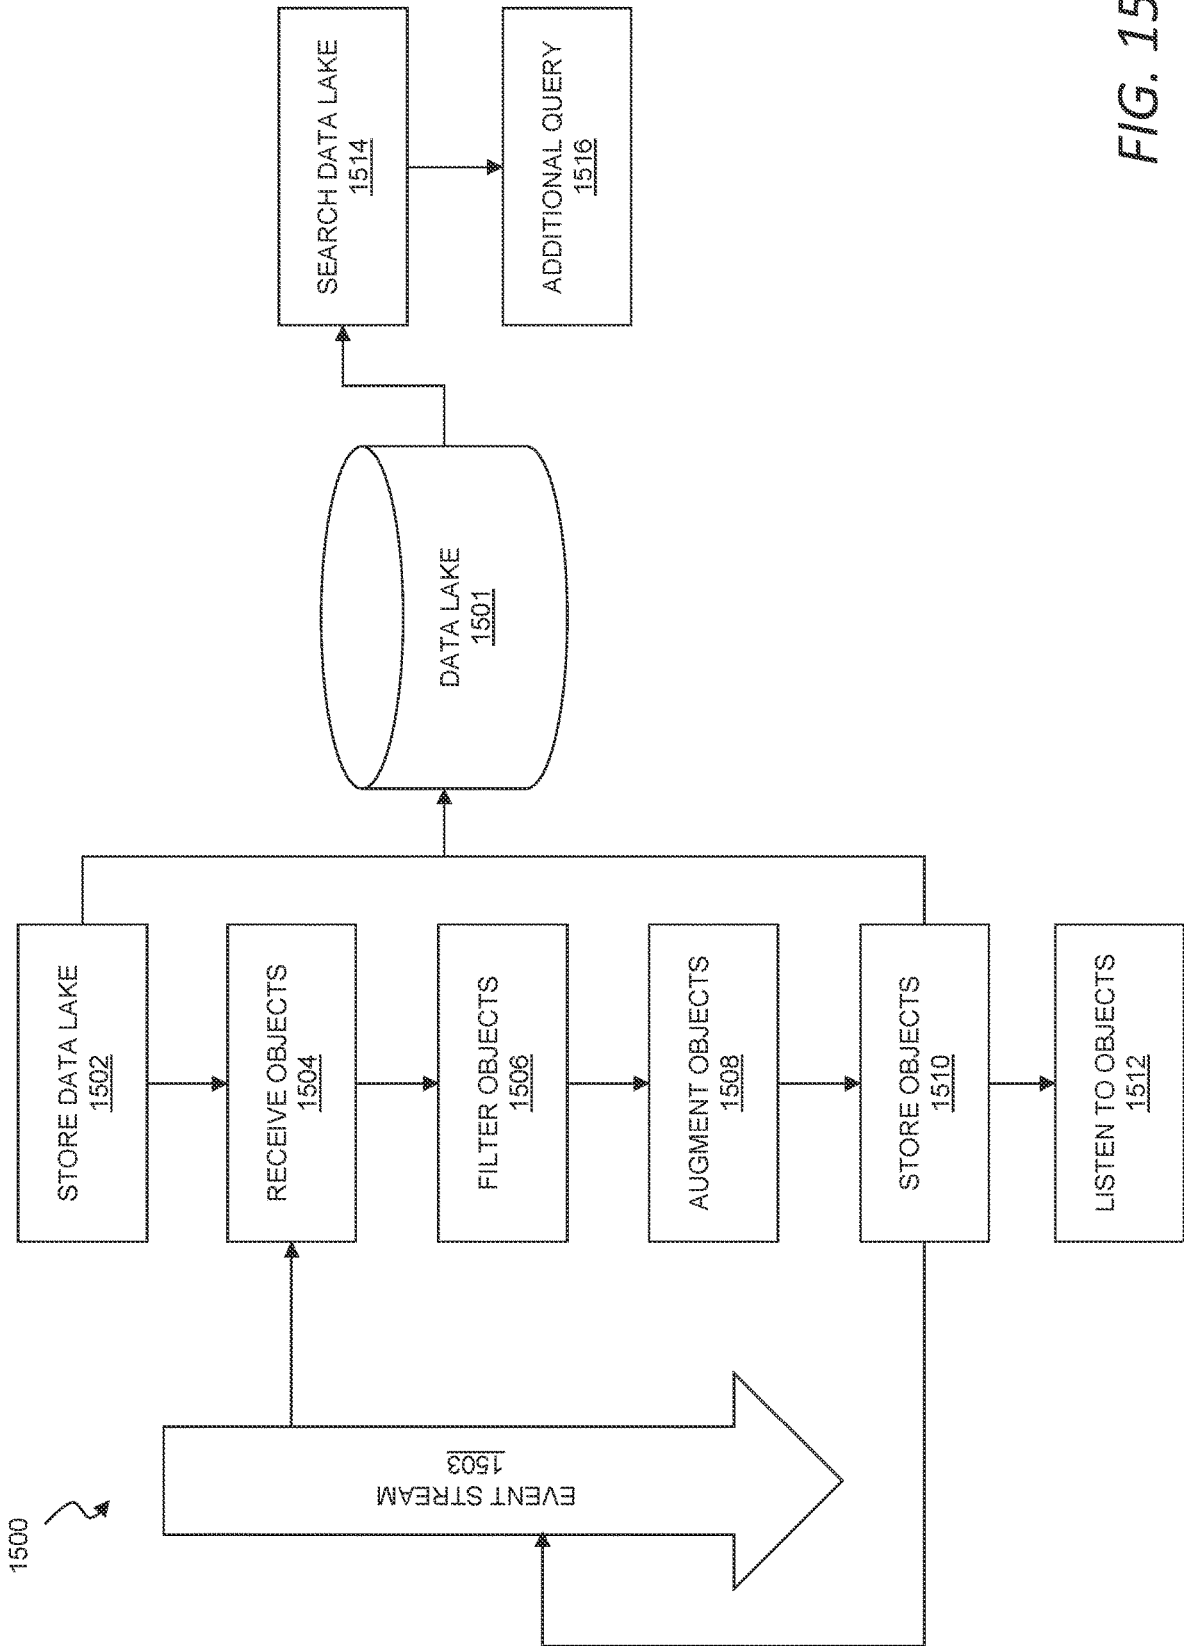 1500
EVENT STREAM
1503
STORE DATA LAKE
1502
RECEIVE OBJECTS
1504
FILTER OBJECTS
1506
AUGMENT OBJECTS
1508
STORE OBJECTS
1510
LISTEN TO OBJECTS
1512
DATA LAKE
1501
SEARCH DATA LAKE
1514
ADDITIONAL QUERY
1516
FIG. 15